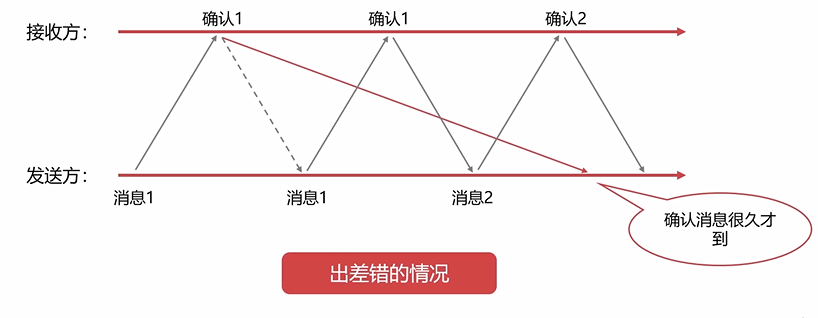 确认1 确认1 确认2
接收方：
发送方：
消息1 消息1 消息2
确认消息很久才
到
出差错的情况